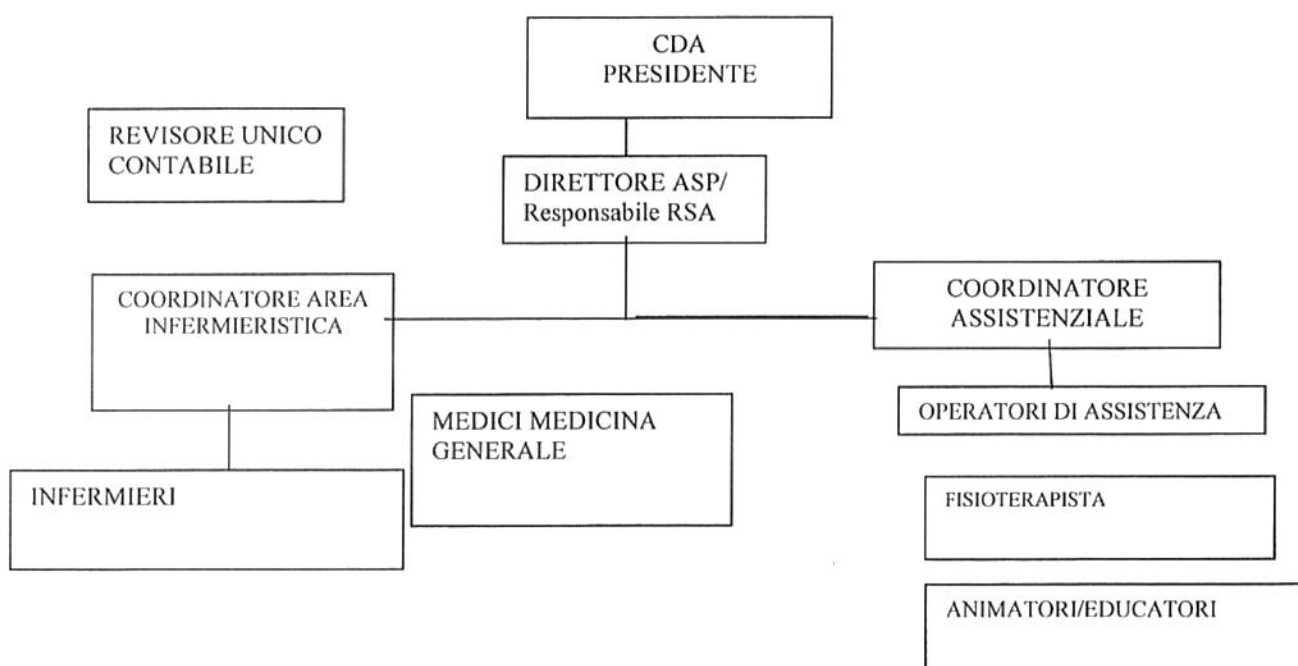 CDA
PRESIDENTE
REVISORE UNICO
CONTABILE
DIRETTORE ASP/
Responsabile RSA
COORDINATORE AREA
INFERMIERISTICA
COORDINATORE
ASSISTENZIALE
MEDICI MEDICINA
GENERALE
OPERATORI DI ASSISTENZA
INFERMIERI
FISIOTERAPISTA
ANIMATORI/EDUCATORI